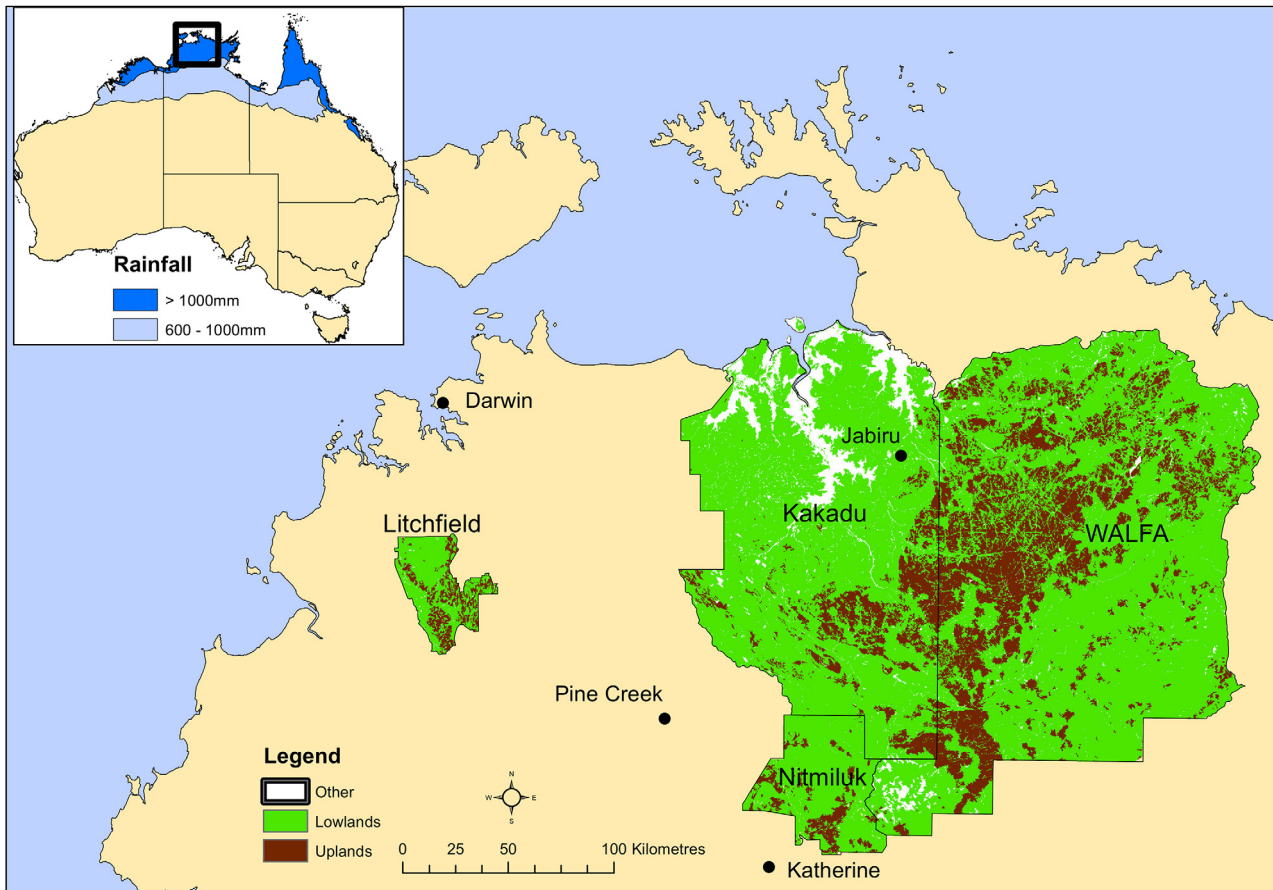 Rainfall
> 1000mm
600 - 1000mm
Darwin
Jabiru
Kakadu
Litchfield
WALFA
Pine Creek
Nitmiluk
Katherine
Legend
Other
Lowlands
Uplands
N
W E
S
0 25 50 100 Kilometres